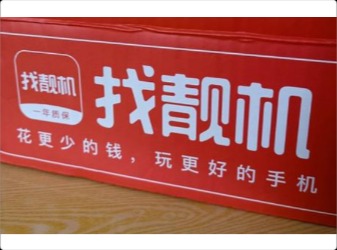 找靓机
一年质保
找靓机
花更少的钱，玩更好的手机